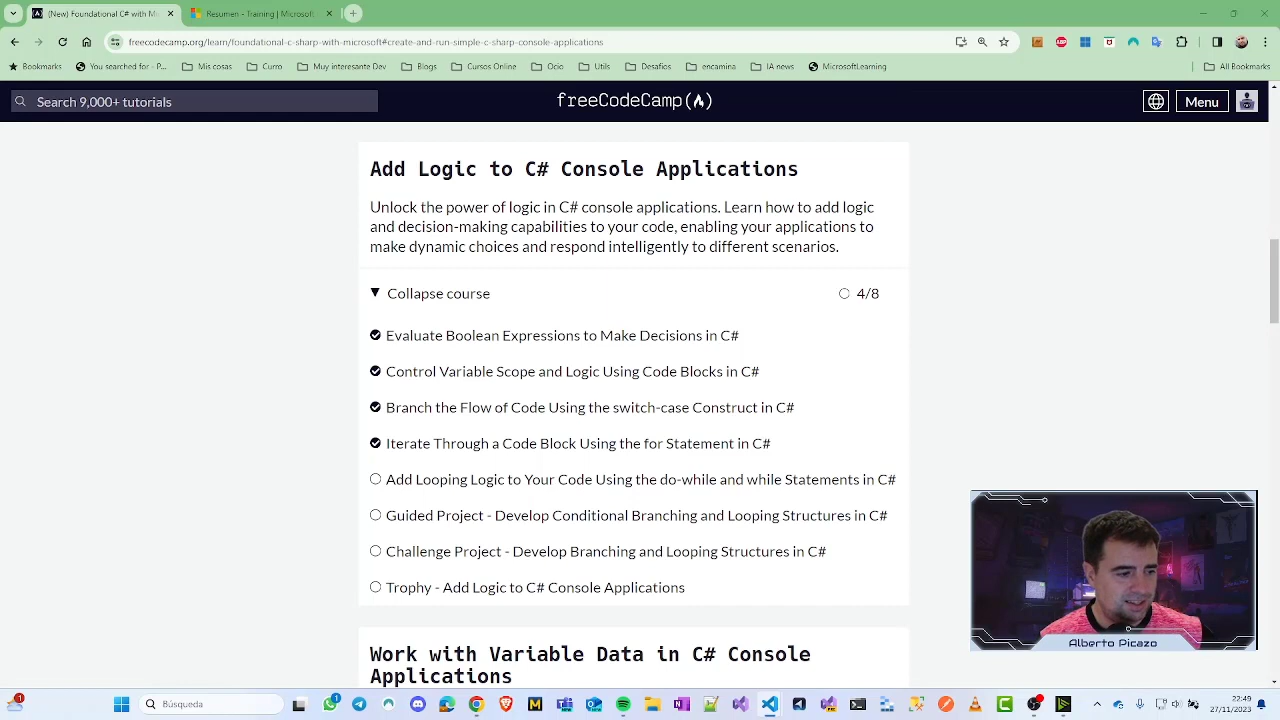 (New) Foundational C# with Mic
Resumen - Training | Microsoft
freecodecamp.org/learn/foundational-c-sharp-with-microsoft#create-and-run-simple-c-sharp-console-applications
Bookmarks
You searched for - P...
Mis cosas
Curro
Muy interesante Dev
Blogs
Cursos Online
Ocio
Utils
Desafios
encamina
IA news
MicrosoftLearning
All Bookmarks
Search 9,000+ tutorials
freeCodeCamp
Menu
Add Logic to C# Console Applications
Unlock the power of logic in C# console applications. Learn how to add logic
and decision-making capabilities to your code, enabling your applications to
make dynamic choices and respond intelligently to different scenarios.
Collapse course
4/8
Evaluate Boolean Expressions to Make Decisions in C#
Control Variable Scope and Logic Using Code Blocks in C#
Branch the Flow of Code Using the switch-case Construct in C#
Iterate Through a Code Block Using the for Statement in C#
Add Looping Logic to Your Code Using the do-while and while Statements in C#
Guided Project - Develop Conditional Branching and Looping Structures in C#
Challenge Project - Develop Branching and Looping Structures in C#
Trophy - Add Logic to C# Console Applications
Work with Variable Data in C# Console
Applications
Alberto Picazo
Búsqueda
22:49
27/11/2023